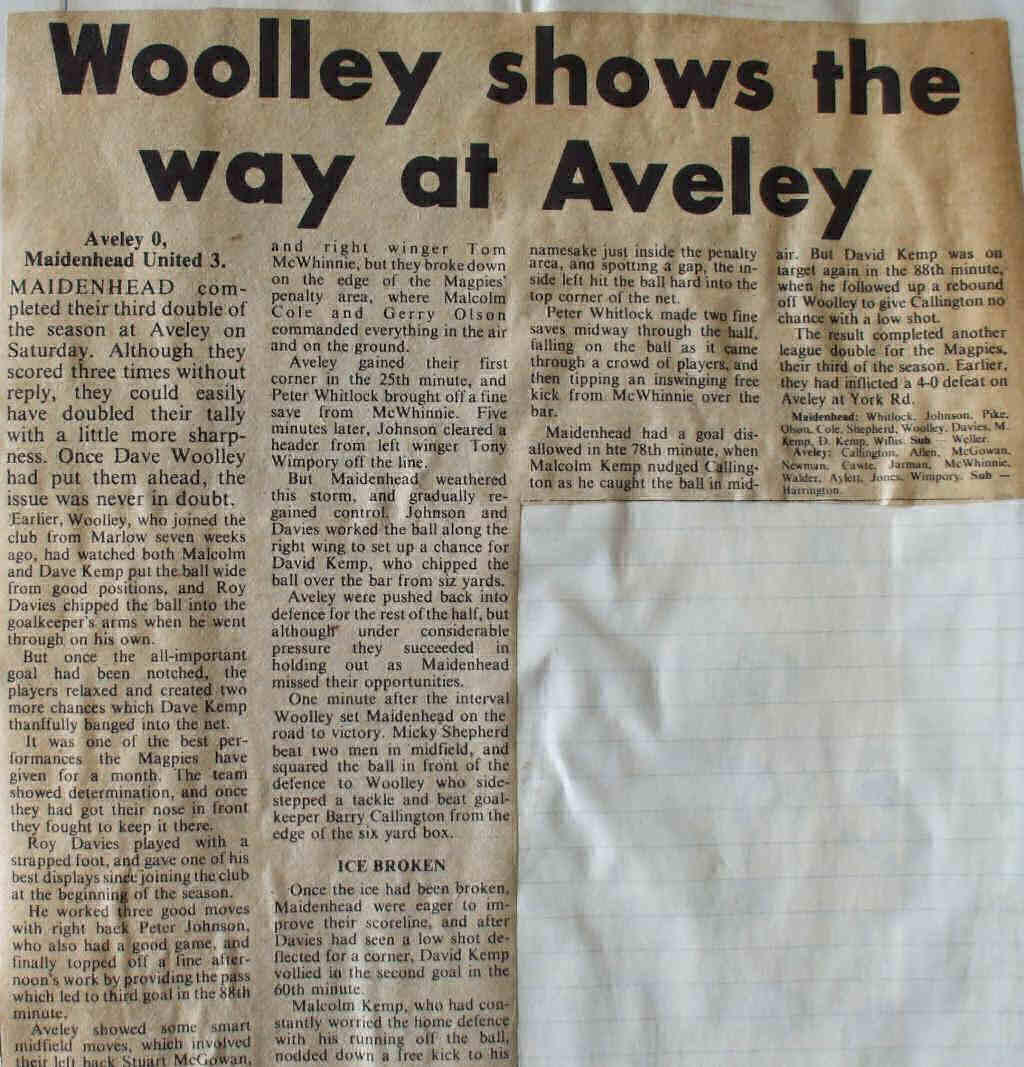 Woolley shows the
way at Aveley
Aveley 0,
Maidenhead United 3.
MAIDENHEAD com-
pleted their third double of
the season at Aveley on
Saturday. Although they
scored three times without
reply, they could easily
have doubled their tally
with a little more sharp-
ness. Once Dave Woolley
had put them ahead, the
issue was never in doubt.
Earlier, Woolley, who joined the
club from Marlow seven weeks
ago, had watched both Malcolm
and Dave Kemp put the ball wide
from good positions, and Roy
Davies chipped the ball into the
goalkeeper's arms when he went
through on his own.
But once the all-important
goal had been notched, the
players relaxed and created two
more chances which Dave Kemp
thanffully banged into the net.
It was one of the best per-
formances the Magpies have
given for a month. The team
showed determination, and once
they had got their nose in front
they fought to keep it there.
Roy Davies played with a
strapped foot, and gave one of his
best displays since joining the club
at the beginning of the season.
He worked three good moves
with right back Peter Johnson,
who also had a good game, and
finally topped off a fine after-
noon's work by providing the pass
which led to third goal in the 88th
minute.
Aveley showed some smart
midfield moves, which involved
their left back Stuart McGowan,
and right winger Tom
McWhinnie, but they broke down
on the edge of the Magpies'
penalty area, where Malcolm
Cole and Gerry Olson
commanded everything in the air
and on the ground.
Aveley gained their first
corner in the 25th minute, and
Peter Whitlock brought off a fine
save from McWhinnie. Five
minutes later, Johnson cleared a
header from left winger Tony
Wimpory off the line.
But Maidenhead weathered
this storm, and gradually re-
gained control. Johnson and
Davies worked the ball along the
right wing to set up a chance for
David Kemp, who chipped the
ball over the bar from siz yards.
Aveley were pushed back into
defence for the rest of the half, but
although under considerable
pressure they succeeded in
holding out as Maidenhead
missed their opportunities.
One minute after the interval
Woolley set Maidenhead on the
road to victory. Micky Shepherd
beat two men in midfield, and
squared the ball in front of the
defence to Woolley who side-
stepped a tackle and beat goal-
keeper Barry Callington from the
edge of the six yard box.
ICE BROKEN
Once the ice had been broken,
Maidenhead were eager to im-
prove their scoreline, and after
Davies had seen a low shot de-
flected for a corner, David Kemp
vollied in the second goal in the
60th minute.
Malcolm Kemp, who had con-
stantly worried the home defence
with his running off the ball,
nodded down a free kick to his
namesake just inside the penalty
area, and spotting a gap, the in-
side left hit the ball hard into the
top corner of the net.
Peter Whitlock made two fine
saves midway through the half,
falling on the ball as it came
through a crowd of players, and
then tipping an inswinging free
kick from McWhinnie over the
bar.
Maidenhead had a goal dis-
allowed in hte 78th minute, when
Malcolm Kemp nudged Calling-
ton as he caught the ball in mid-
air. But David Kemp was on
target again in the 88th minute,
when he followed up a rebound
off Woolley to give Callington no
chance with a low shot.
The result completed another
league double for the Magpies,
their third of the season. Earlier,
they had inflicted a 4-0 defeat on
Aveley at York Rd.
Maidenhead: Whitlock, Johnson, Pike,
Olson, Cole, Shepherd, Woolley, Davies, M.
Kemp, D. Kemp, Willis. Sub — Weller.
Aveley: Callington, Allen, McGowan,
Newman, Cawte, Jarman, McWhinnie,
Walder, Aylett, Jones, Wimpory. Sub —
Harrington.